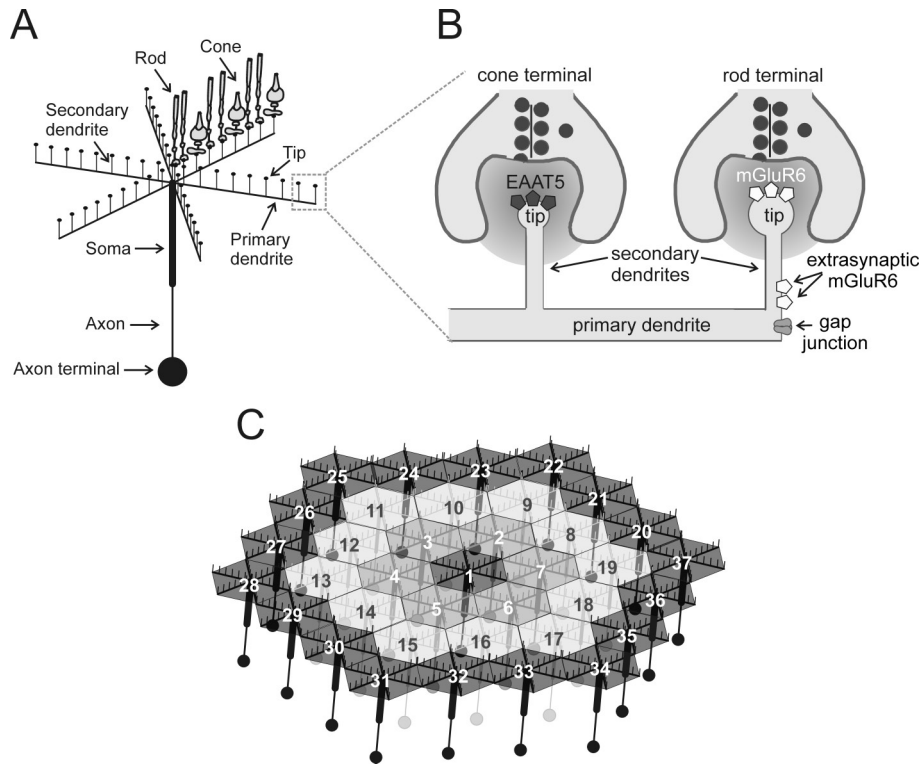 A
Rod
Cone
Secondary
dendrite
Tip
Primary
dendrite
Soma
Axon
Axon terminal
B
cone terminal
rod terminal
EAAT5
tip
mGluR6
tip
secondary
dendrites
extrasynaptic
mGluR6
primary dendrite
gap
junction
C
25
24
23
22
26
11
10
9
21
27
12
3
2
8
20
28
13
4
1
7
19
37
29
14
5
6
18
36
30
15
16
17
35
31
32
33
34